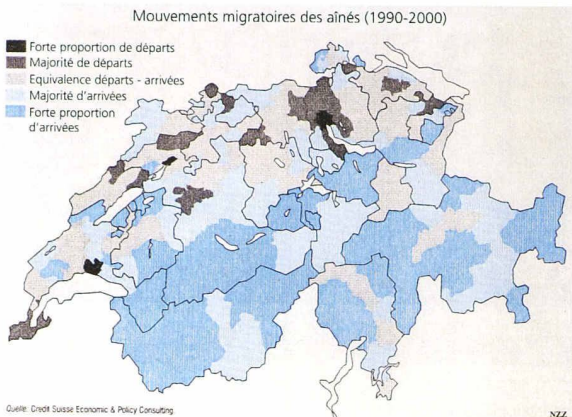 Mouvements migratoires des aînés (1990-2000)
Forte proportion de départs
Majorité de départs
Equivalence départs - arrivées
Majorité d'arrivées
Forte proportion
d'arrivées
Quelle: Credit Suisse Economic & Policy Consulting
NZZ